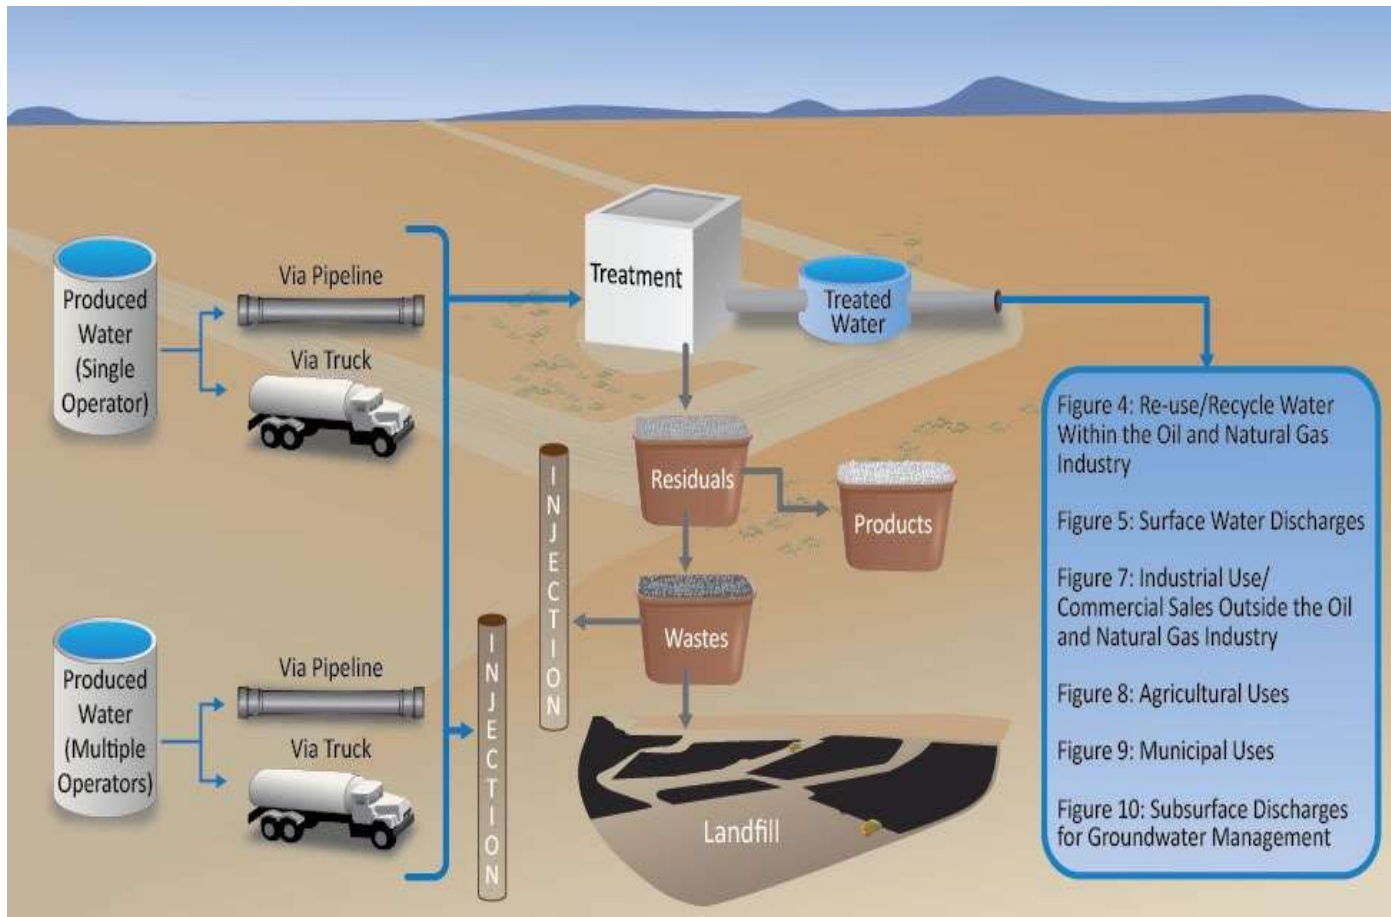 Produced
Water
(Single
Operator)
Via Pipeline
Via Truck
Produced
Water
(Multiple
Operators)
Via Pipeline
Via Truck
INJECTION
INJECTION
Treatment
Treated
Water
Residuals
Products
Wastes
Landfill
Figure 4: Re-use/Recycle Water
Within the Oil and Natural Gas
Industry
Figure 5: Surface Water Discharges
Figure 7: Industrial Use/
Commercial Sales Outside the Oil
and Natural Gas Industry
Figure 8: Agricultural Uses
Figure 9: Municipal Uses
Figure 10: Subsurface Discharges
for Groundwater Management